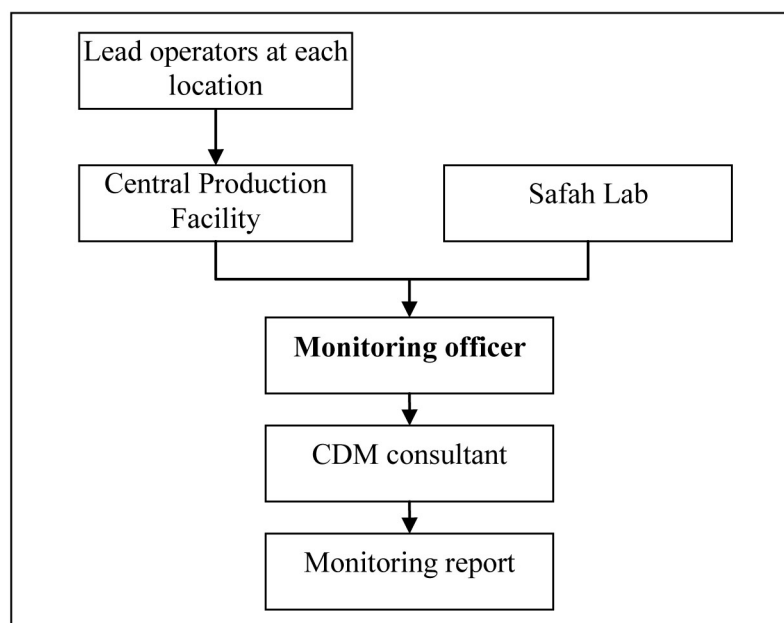 Lead operators at each
location
Central Production
Facility
Safah Lab
Monitoring officer
CDM consultant
Monitoring report